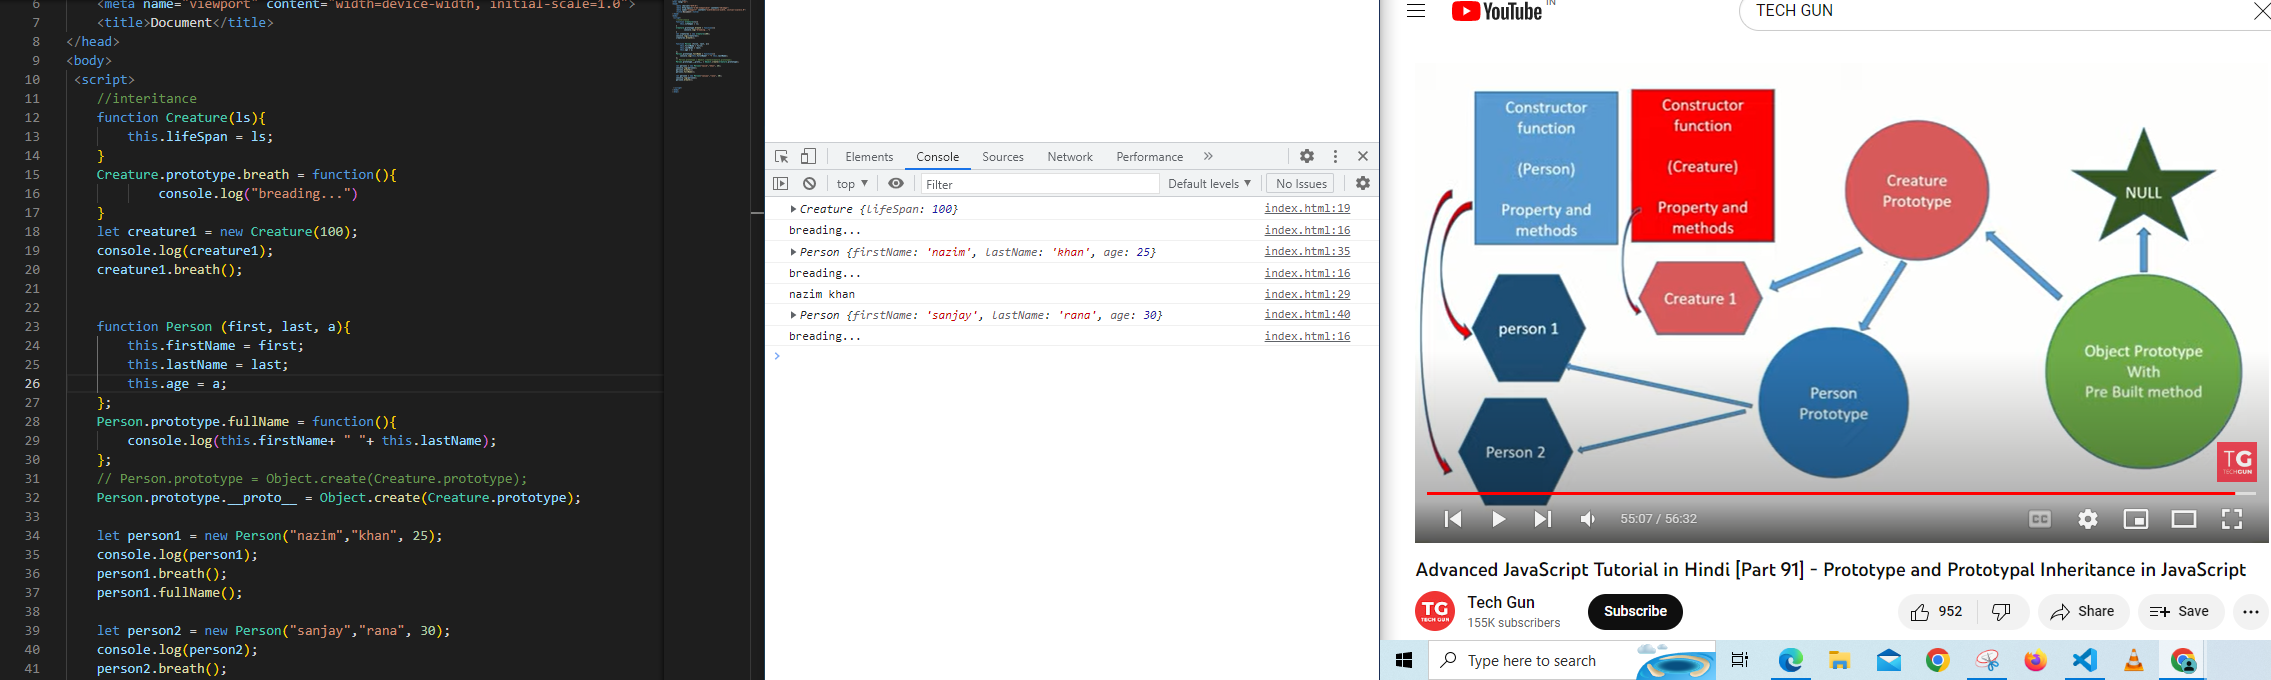 6 <meta name="viewport" content="width=device-width, initial-scale=1.0">
7 <title>Document</title>
8 </head>
9 <body>
10 <script>
11 //interitance
12 function Creature(ls){
13 this.lifeSpan = ls;
14 }
15 Creature.prototype.breath = function(){
16 console.log("breading...")
17 }
18 let creature1 = new Creature(100);
19 console.log(creature1);
20 creature1.breath();
21
22
23 function Person (first, last, a){
24 this.firstName = first;
25 this.lastName = last;
26 this.age = a;
27 };
28 Person.prototype.fullName = function(){
29 console.log(this.firstName+ " "+ this.lastName);
30 };
31 // Person.prototype = Object.create(Creature.prototype);
32 Person.prototype.__proto__ = Object.create(Creature.prototype);
33
34 let person1 = new Person("nazim","khan", 25);
35 console.log(person1);
36 person1.breath();
37 person1.fullName();
38
39 let person2 = new Person("sanjay","rana", 30);
40 console.log(person2);
41 person2.breath();
Elements Console Sources Network Performance »
top ▼ Filter Default levels ▼ No Issues
Creature {lifeSpan: 100} index.html:19
breading... index.html:16
Person {firstName: 'nazim', lastName: 'khan', age: 25} index.html:35
breading... index.html:16
nazim khan index.html:29
Person {firstName: 'sanjay', lastName: 'rana', age: 30} index.html:40
breading... index.html:16
>
YouTube IN
TECH GUN
Constructor
function
(Person)
Property and
methods
Constructor
function
(Creature)
Property and
methods
Creature
Prototype
NULL
person 1
Creature 1
Person 2
Person
Prototype
Object Prototype
With
Pre Built method
TG
TECHGUN
55:07 / 56:32
CC
Advanced JavaScript Tutorial in Hindi [Part 91] - Prototype and Prototypal Inheritance in JavaScript
TG
TECH GUN
Tech Gun
155K subscribers
Subscribe
952
Share
Save
Type here to search